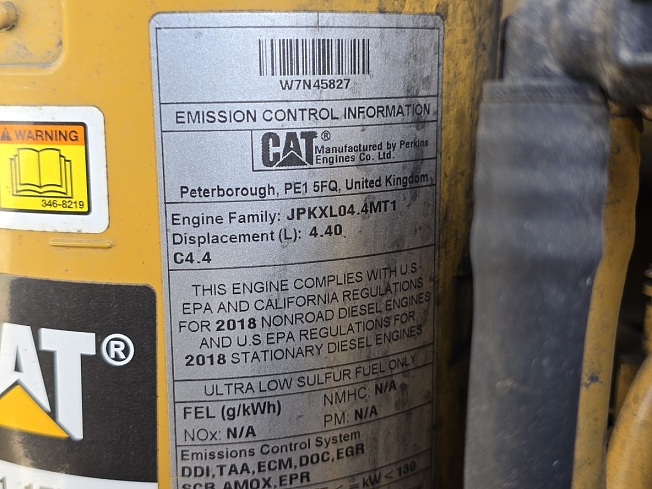 W7N45827
EMISSION CONTROL INFORMATION
CAT® Manufactured by Perkins
Engines Co. Ltd.
Peterborough, PE1 5FQ, United Kingdom
Engine Family: JPKXL04.4MT1
Displacement (L): 4.40
C4.4
THIS ENGINE COMPLIES WITH U.S
EPA AND CALIFORNIA REGULATIONS
FOR 2018 NONROAD DIESEL ENGINES
AND U.S EPA REGULATIONS FOR
2018 STATIONARY DIESEL ENGINES
ULTRA LOW SULFUR FUEL ONLY
FEL (g/kWh) NMHC: N/A
NOx: N/A PM: N/A
Emissions Control System
DDI,TAA,ECM,DOC,EGR
SCR,AMOX,EPR
kW < 130
WARNING
346-8219
AT®